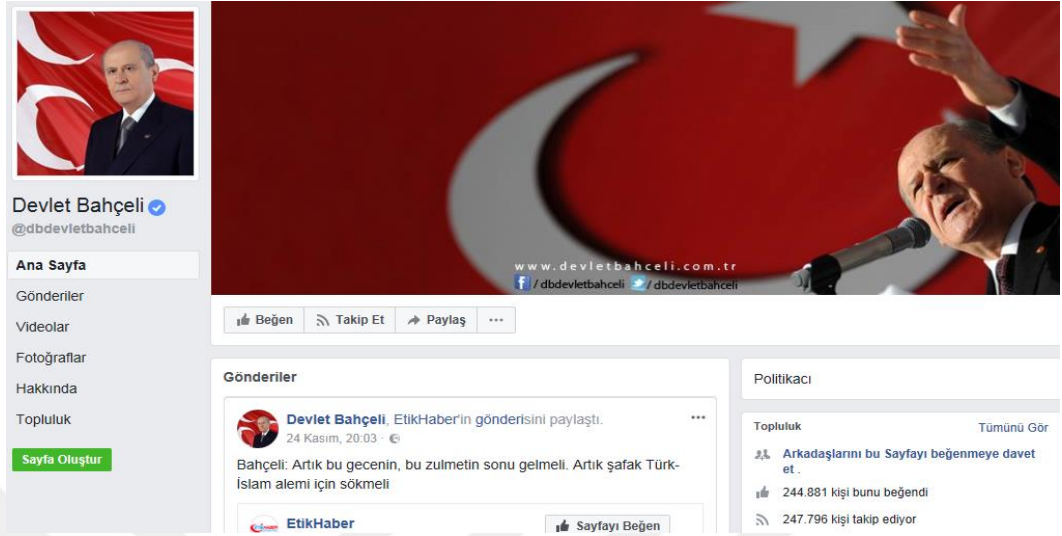 Devlet Bahçeli
@dbdevletbahceli
Ana Sayfa
Gönderiler
Videolar
Fotoğraflar
Hakkında
Topluluk
Sayfa Oluştur
www.devletbahceli.com.tr
/ dbdevletbahceli / dbdevletbahceli
Beğen Takip Et Paylaş ...
Gönderiler
Devlet Bahçeli, EtikHaber'in gönderisini paylaştı.
24 Kasım, 20:03 ·
Bahçeli: Artık bu gecenin, bu zulmetin sonu gelmeli. Artık şafak Türk-
İslam alemi için sökmeli
EtikHaber
Sayfayı Beğen
Politikacı
Topluluk Tümünü Gör
Arkadaşlarını bu Sayfayı beğenmeye davet
et .
244.881 kişi bunu beğendi
247.796 kişi takip ediyor